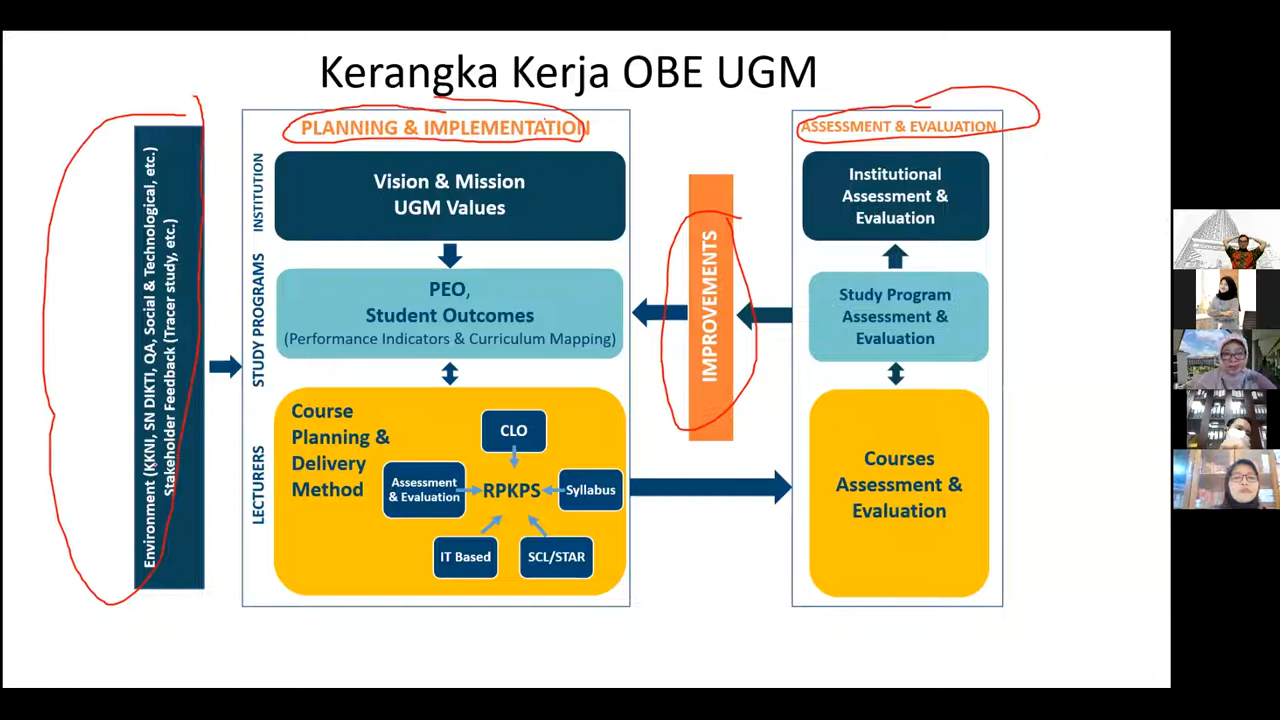 Kerangka Kerja OBE UGM
Environment (KKNI, SN DIKTI, QA, Social & Technological, etc.)
Stakeholder Feedback (Tracer study, etc.)
PLANNING & IMPLEMENTATION
INSTITUTION
Vision & Mission
UGM Values
STUDY PROGRAMS
PEO,
Student Outcomes
(Performance Indicators & Curriculum Mapping)
LECTURERS
Course
Planning &
Delivery
Method
CLO
Assessment
& Evaluation
RPKPS
Syllabus
IT Based
SCL/STAR
IMPROVEMENTS
ASSESSMENT & EVALUATION
Institutional
Assessment &
Evaluation
Study Program
Assessment &
Evaluation
Courses
Assessment &
Evaluation